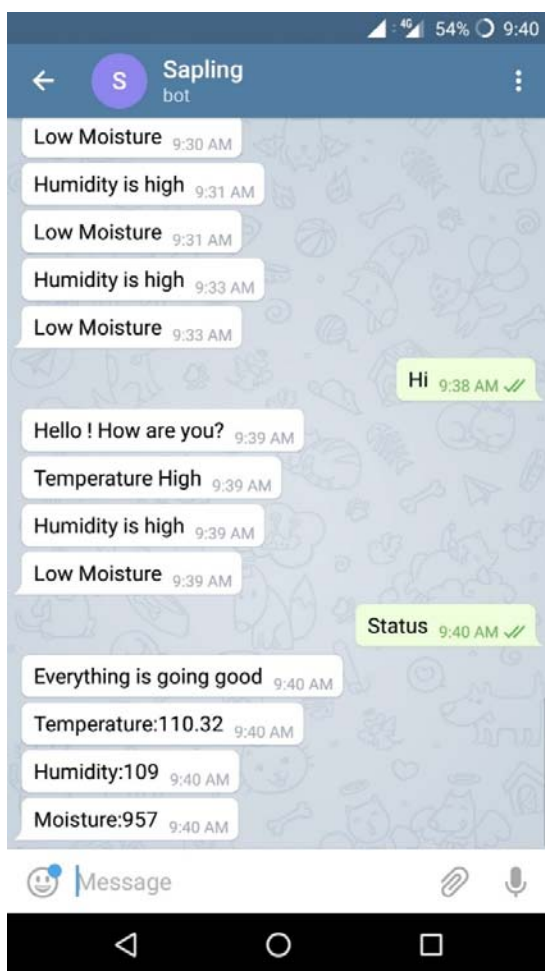 4G 54% 9:40
S Sapling
bot
Low Moisture 9:30 AM
Humidity is high 9:31 AM
Low Moisture 9:31 AM
Humidity is high 9:33 AM
Low Moisture 9:33 AM
Hi 9:38 AM
Hello ! How are you? 9:39 AM
Temperature High 9:39 AM
Humidity is high 9:39 AM
Low Moisture 9:39 AM
Status 9:40 AM
Everything is going good 9:40 AM
Temperature:110.32 9:40 AM
Humidity:109 9:40 AM
Moisture:957 9:40 AM
Message